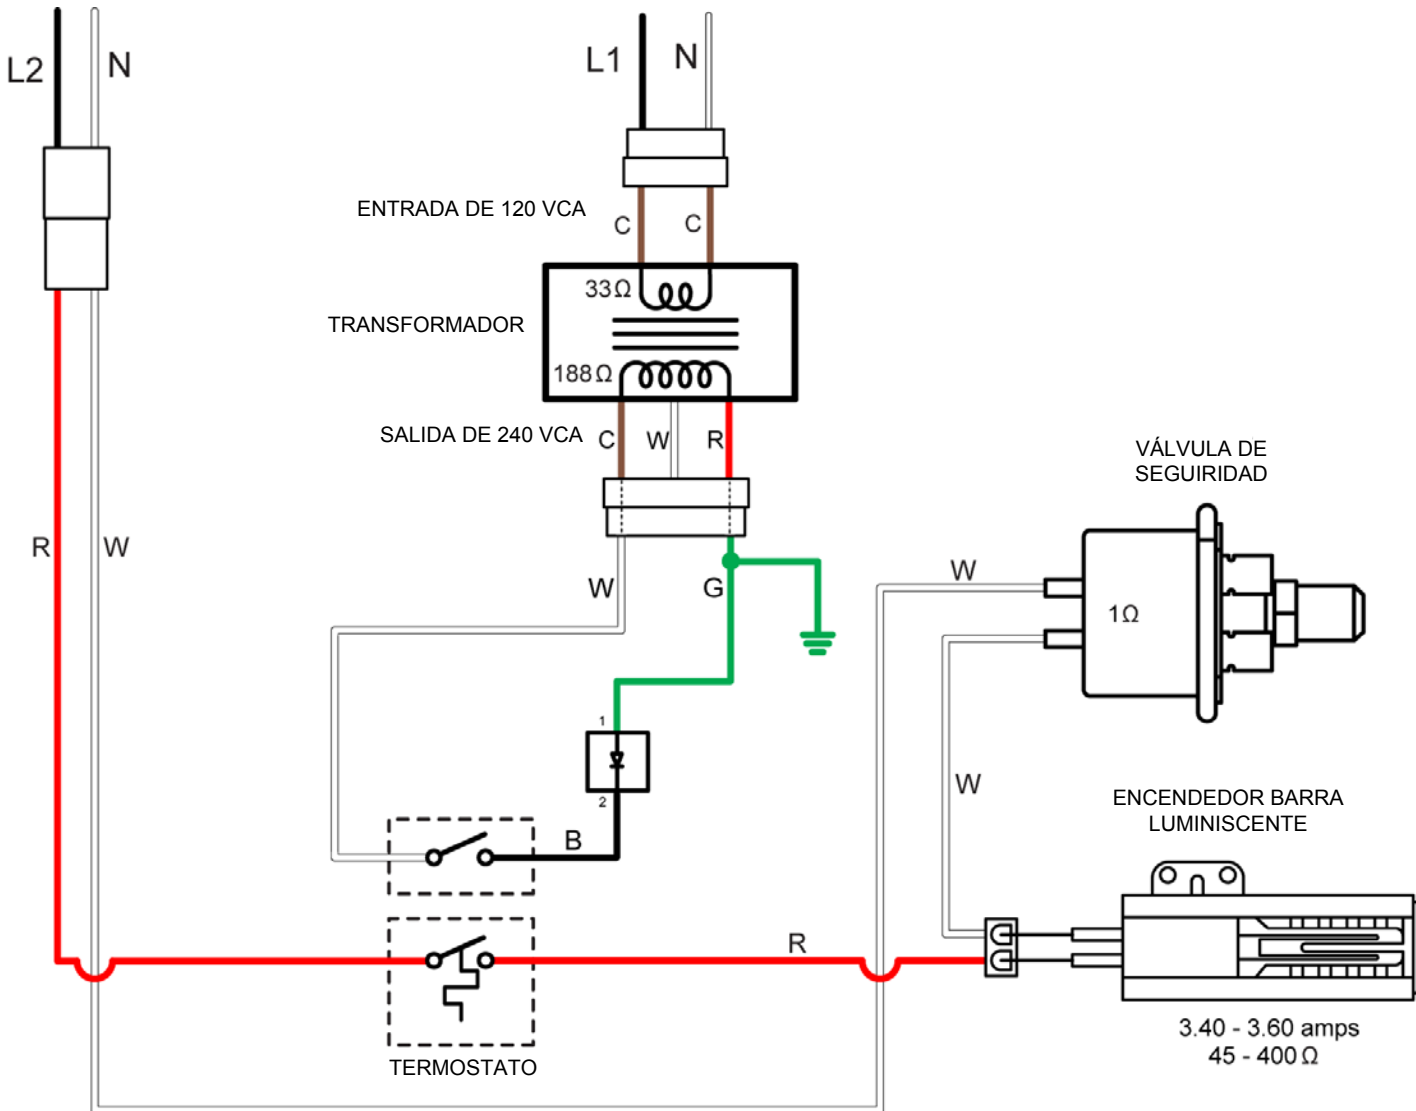 L2
N
L1
N
ENTRADA DE 120 VCA
C
C
33Ω
TRANSFORMADOR
188Ω
SALIDA DE 240 VCA
C
W
R
VÁLVULA DE
SEGUIRIDAD
R
W
W
G
W
1Ω
1
2
W
B
ENCENDEDOR BARRA
LUMINISCENTE
R
3.40 - 3.60 amps
45 - 400 Ω
TERMOSTATO